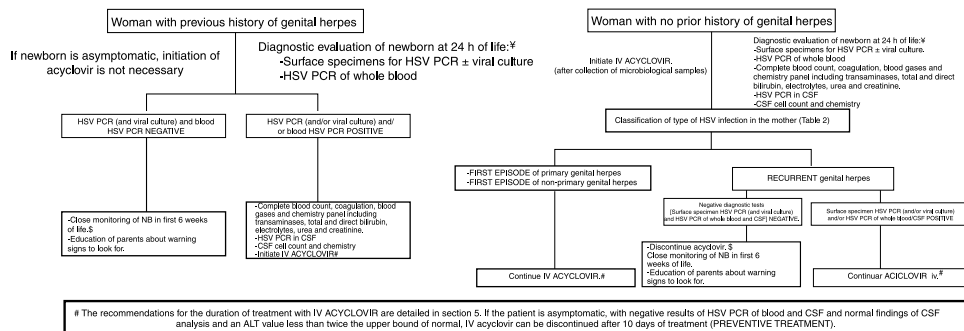 Woman with previous history of genital herpes
If newborn is asymptomatic, initiation of
acyclovir is not necessary
Diagnostic evaluation of newborn at 24 h of life:¥
-Surface specimens for HSV PCR ± viral culture
-HSV PCR of whole blood
HSV PCR (and viral culture) and blood
HSV PCR NEGATIVE
HSV PCR (and/or viral culture) and/
or blood HSV PCR POSITIVE
-Close monitoring of NB in first 6 weeks
of life.$
-Education of parents about warning
signs to look for.
-Complete blood count, coagulation, blood
gases and chemistry panel including
transaminases, total and direct bilirubin,
electrolytes, urea and creatinine.
-HSV PCR in CSF
-CSF cell count and chemistry
-Initiate IV ACYCLOVIR#
Woman with no prior history of genital herpes
Initiate IV ACYCLOVIR.
(after collection of microbiological samples)
Diagnostic evaluation of newborn at 24 h of life:¥
-Surface specimens for HSV PCR ± viral culture.
-HSV PCR of whole blood
-Complete blood count, coagulation, blood gases and
chemistry panel including transaminases, total and direct
bilirubin, electrolytes, urea and creatinine.
-HSV PCR in CSF
-CSF cell count and chemistry
Classification of type of HSV infection in the mother (Table 2)
-FIRST EPISODE of primary genital herpes
-FIRST EPISODE of non-primary genital herpes
RECURRENT genital herpes
Negative diagnostic tests
[Surface specimen HSV PCR (and viral culture)
and HSV PCR of whole blood and CSF] NEGATIVE.
Surface specimen HSV PCR (and/or viral culture)
and/or HSV PCR of whole blood/CSF POSITIVE
Continue IV ACYCLOVIR.#
-Discontinue acyclovir. $
Close monitoring of NB in first 6
weeks of life.
-Education of parents about warning
signs to look for.
Continuar ACICLOVIR iv.#
# The recommendations for the duration of treatment with IV ACYCLOVIR are detailed in section 5. If the patient is asymptomatic, with negative results of HSV PCR of blood and CSF and normal findings of CSF
analysis and an ALT value less than twice the upper bound of normal, IV acyclovir can be discontinued after 10 days of treatment (PREVENTIVE TREATMENT).